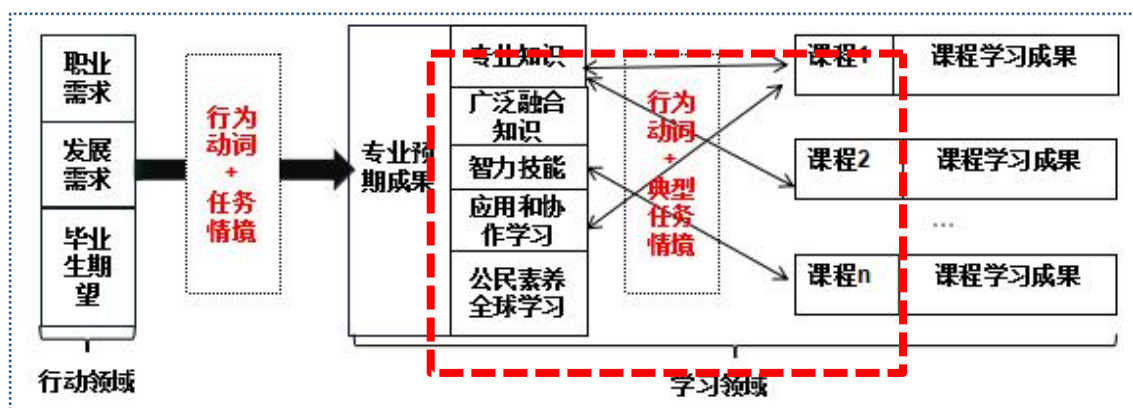 职业
需求
发展
需求
毕业
生期
望
行动领域
行为
动词
+
任务
情境
专业预
期成果
专业知识
广泛融合
知识
智力技能
应用和协
作学习
公民素养
全球学习
行为
动词
+
典型
任务
情境
课程1 课程学习成果
课程2 课程学习成果
...
课程n 课程学习成果
学习领域